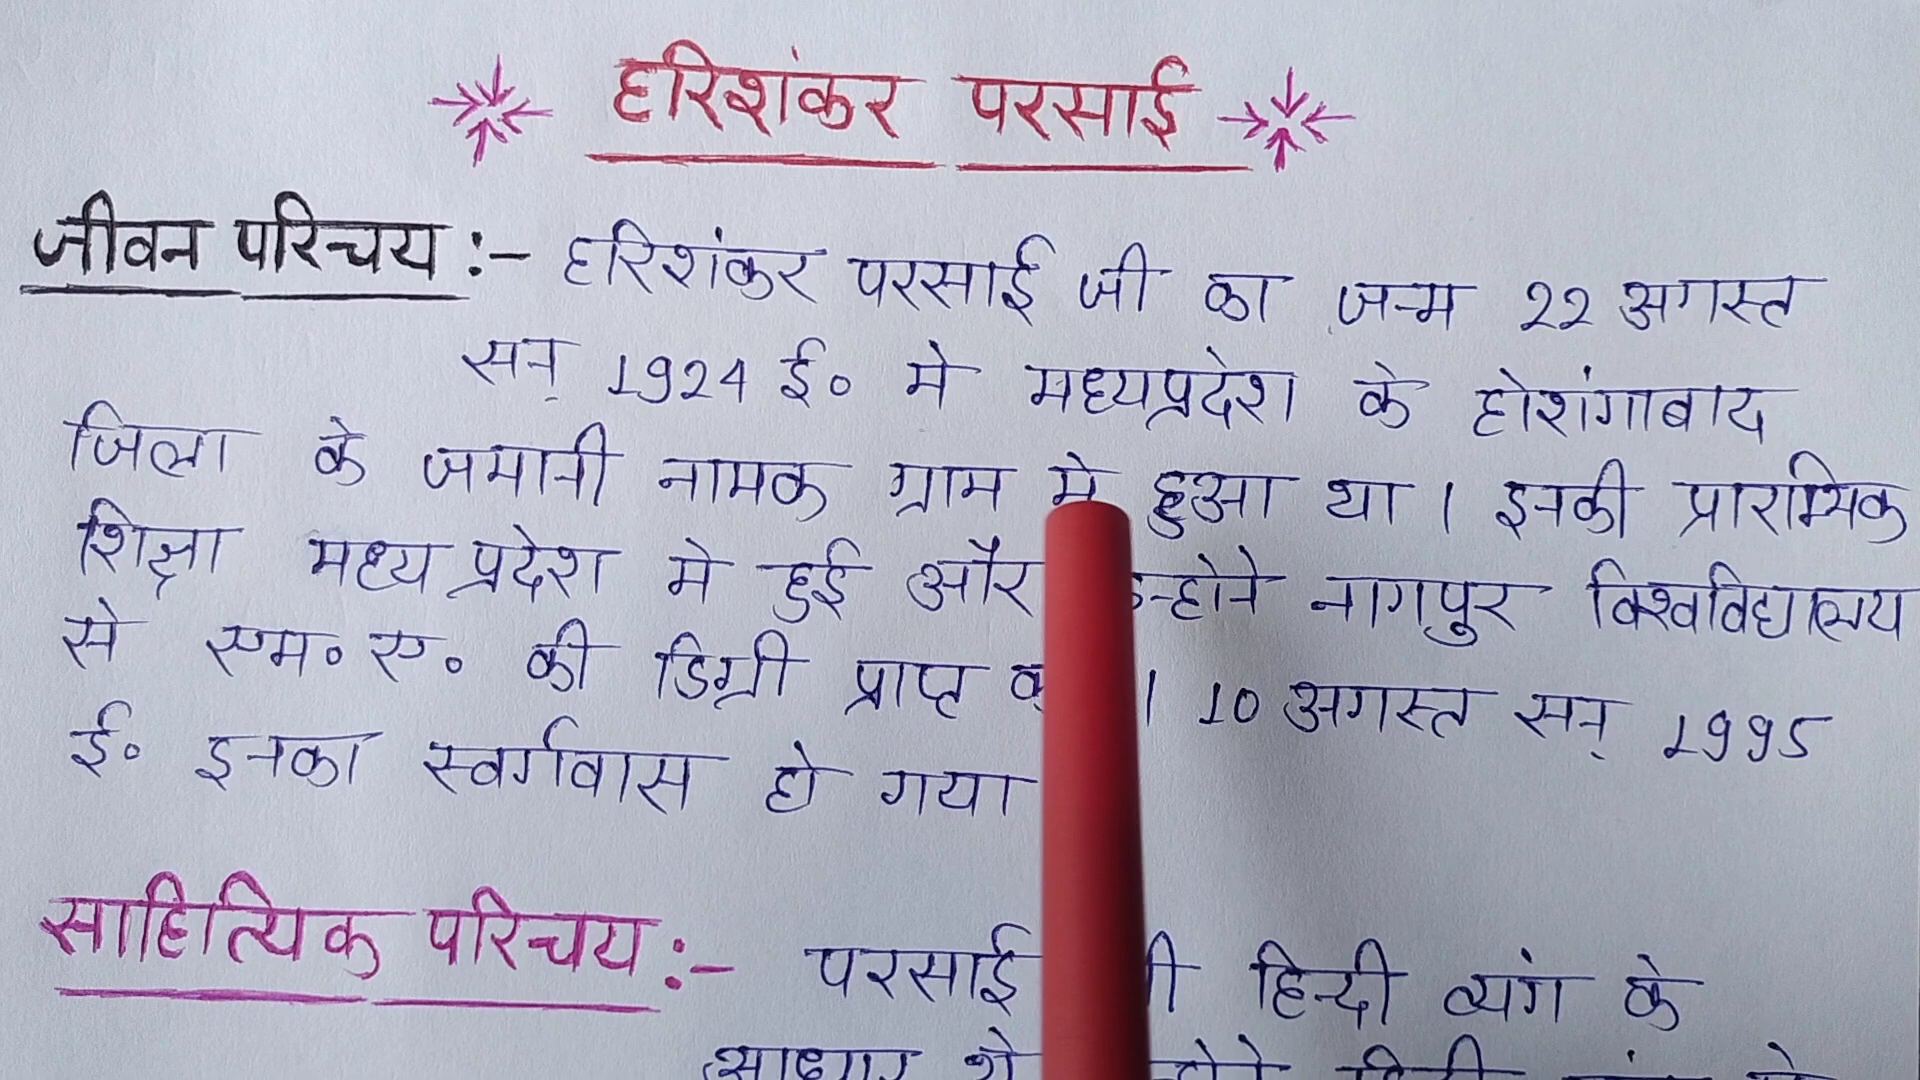 हरिशंकर परसाई
जीवन परिचय :- हरिशंकर परसाई जी का जन्म 22 अगस्त
सन् 1924 ई० मे मध्यप्रदेश के होशंगाबाद
जिला के जमानी नामक ग्राम मे हुआ था । इनकी प्रारम्भिक
शिक्षा मध्य प्रदेश मे हुई और नागपुर विश्वविद्यालय
से एम० ए० की डिग्री प्राप्त । 10 अगस्त सन् 1995
ई० इनका स्वर्गवास हो गया
साहित्यिक परिचय :- परसाई हिन्दी व्यंग के